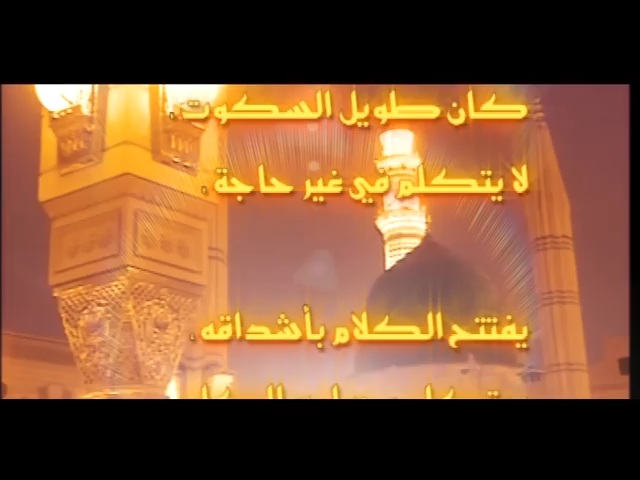 كان طويل السكوت .
لا يتكلم في غير حاجة .
يفتتح الكلام بأشداقه .